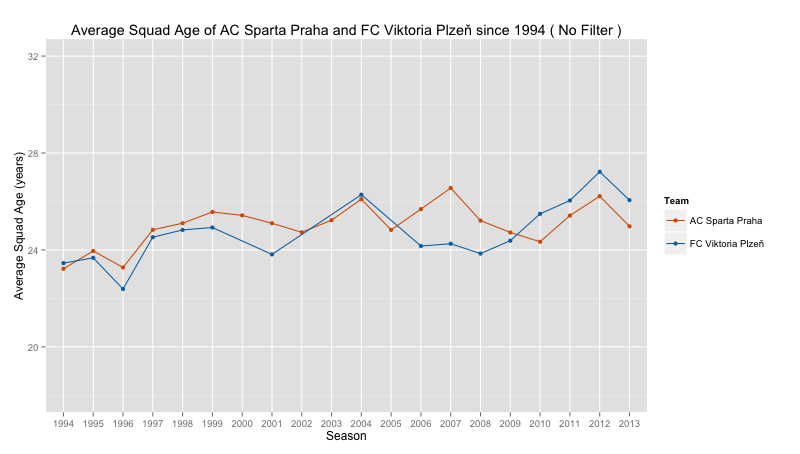 Average Squad Age of AC Sparta Praha and FC Viktoria Plzeň since 1994 ( No Filter )
Average Squad Age (years)
32
28
24
20
1994 1995 1996 1997 1998 1999 2000 2001 2002 2003 2004 2005 2006 2007 2008 2009 2010 2011 2012 2013
Season
Team
AC Sparta Praha
FC Viktoria Plzeň